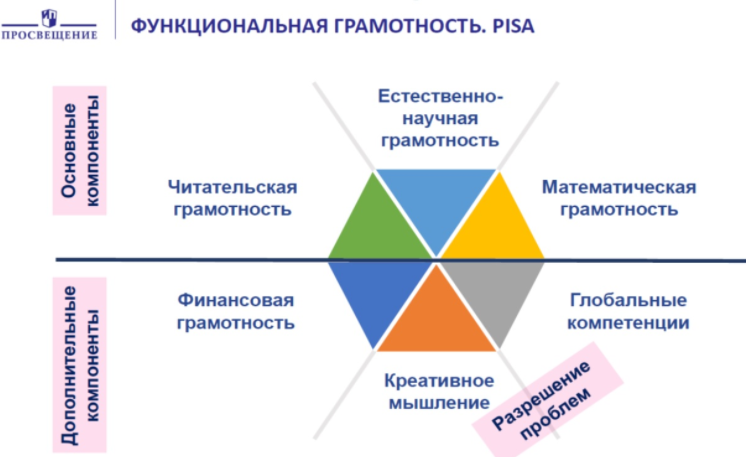 ПРОСВЕЩЕНИЕ
ФУНКЦИОНАЛЬНАЯ ГРАМОТНОСТЬ. PISA
Основные
компоненты
Естественно-
научная
грамотность
Читательская
грамотность
Математическая
грамотность
Дополнительные
компоненты
Финансовая
грамотность
Глобальные
компетенции
Креативное
мышление
Разрешение
проблем